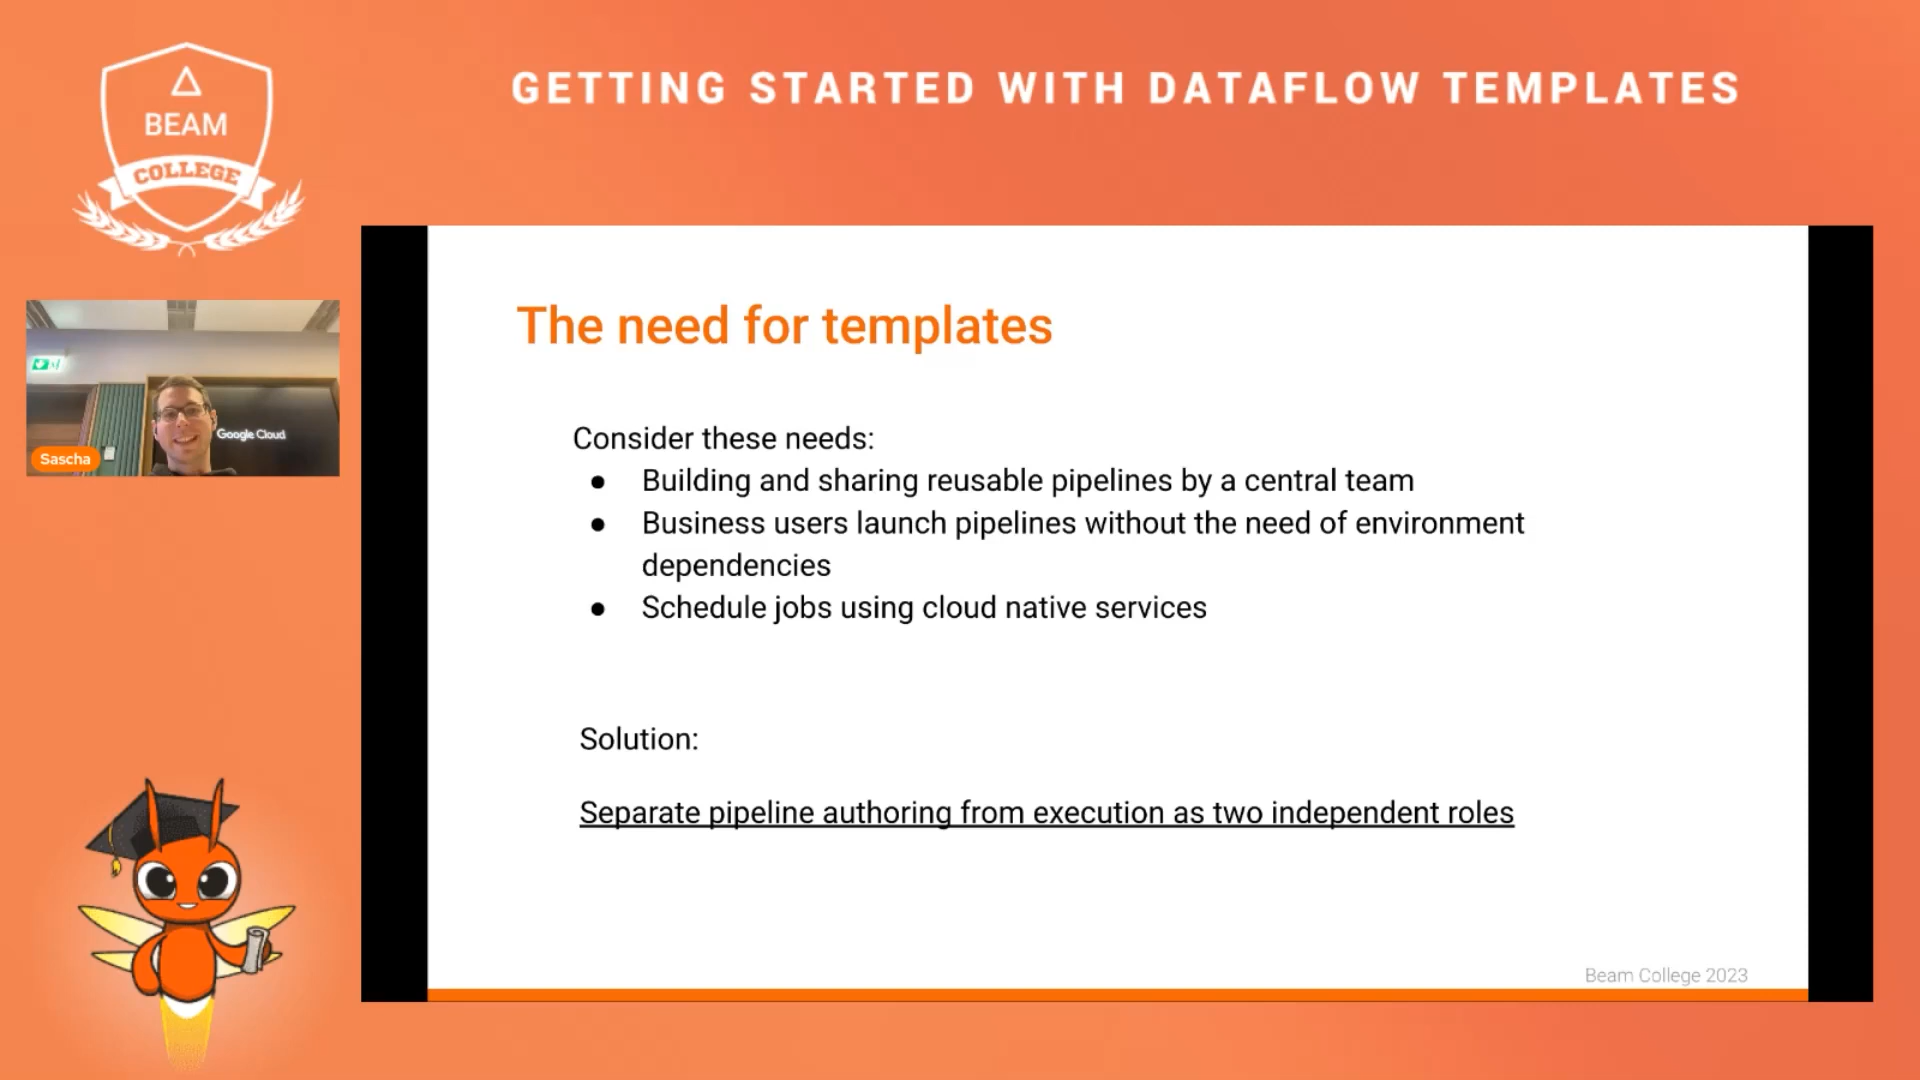 BEAM
COLLEGE
GETTING STARTED WITH DATAFLOW TEMPLATES
Google Cloud
Sascha
The need for templates
Consider these needs:
● Building and sharing reusable pipelines by a central team
● Business users launch pipelines without the need of environment
dependencies
● Schedule jobs using cloud native services
Solution:
Separate pipeline authoring from execution as two independent roles
Beam College 2023